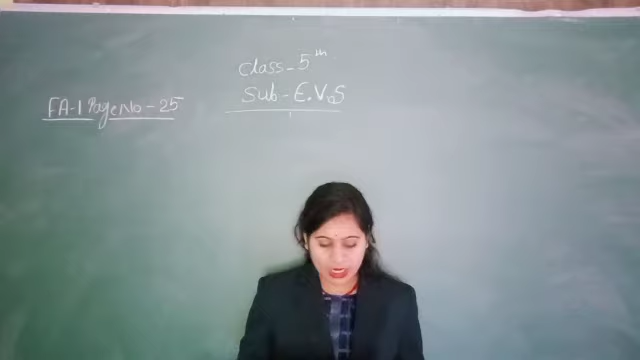 Class - 5th
Sub - E.V.S
FA-1 Page No - 25